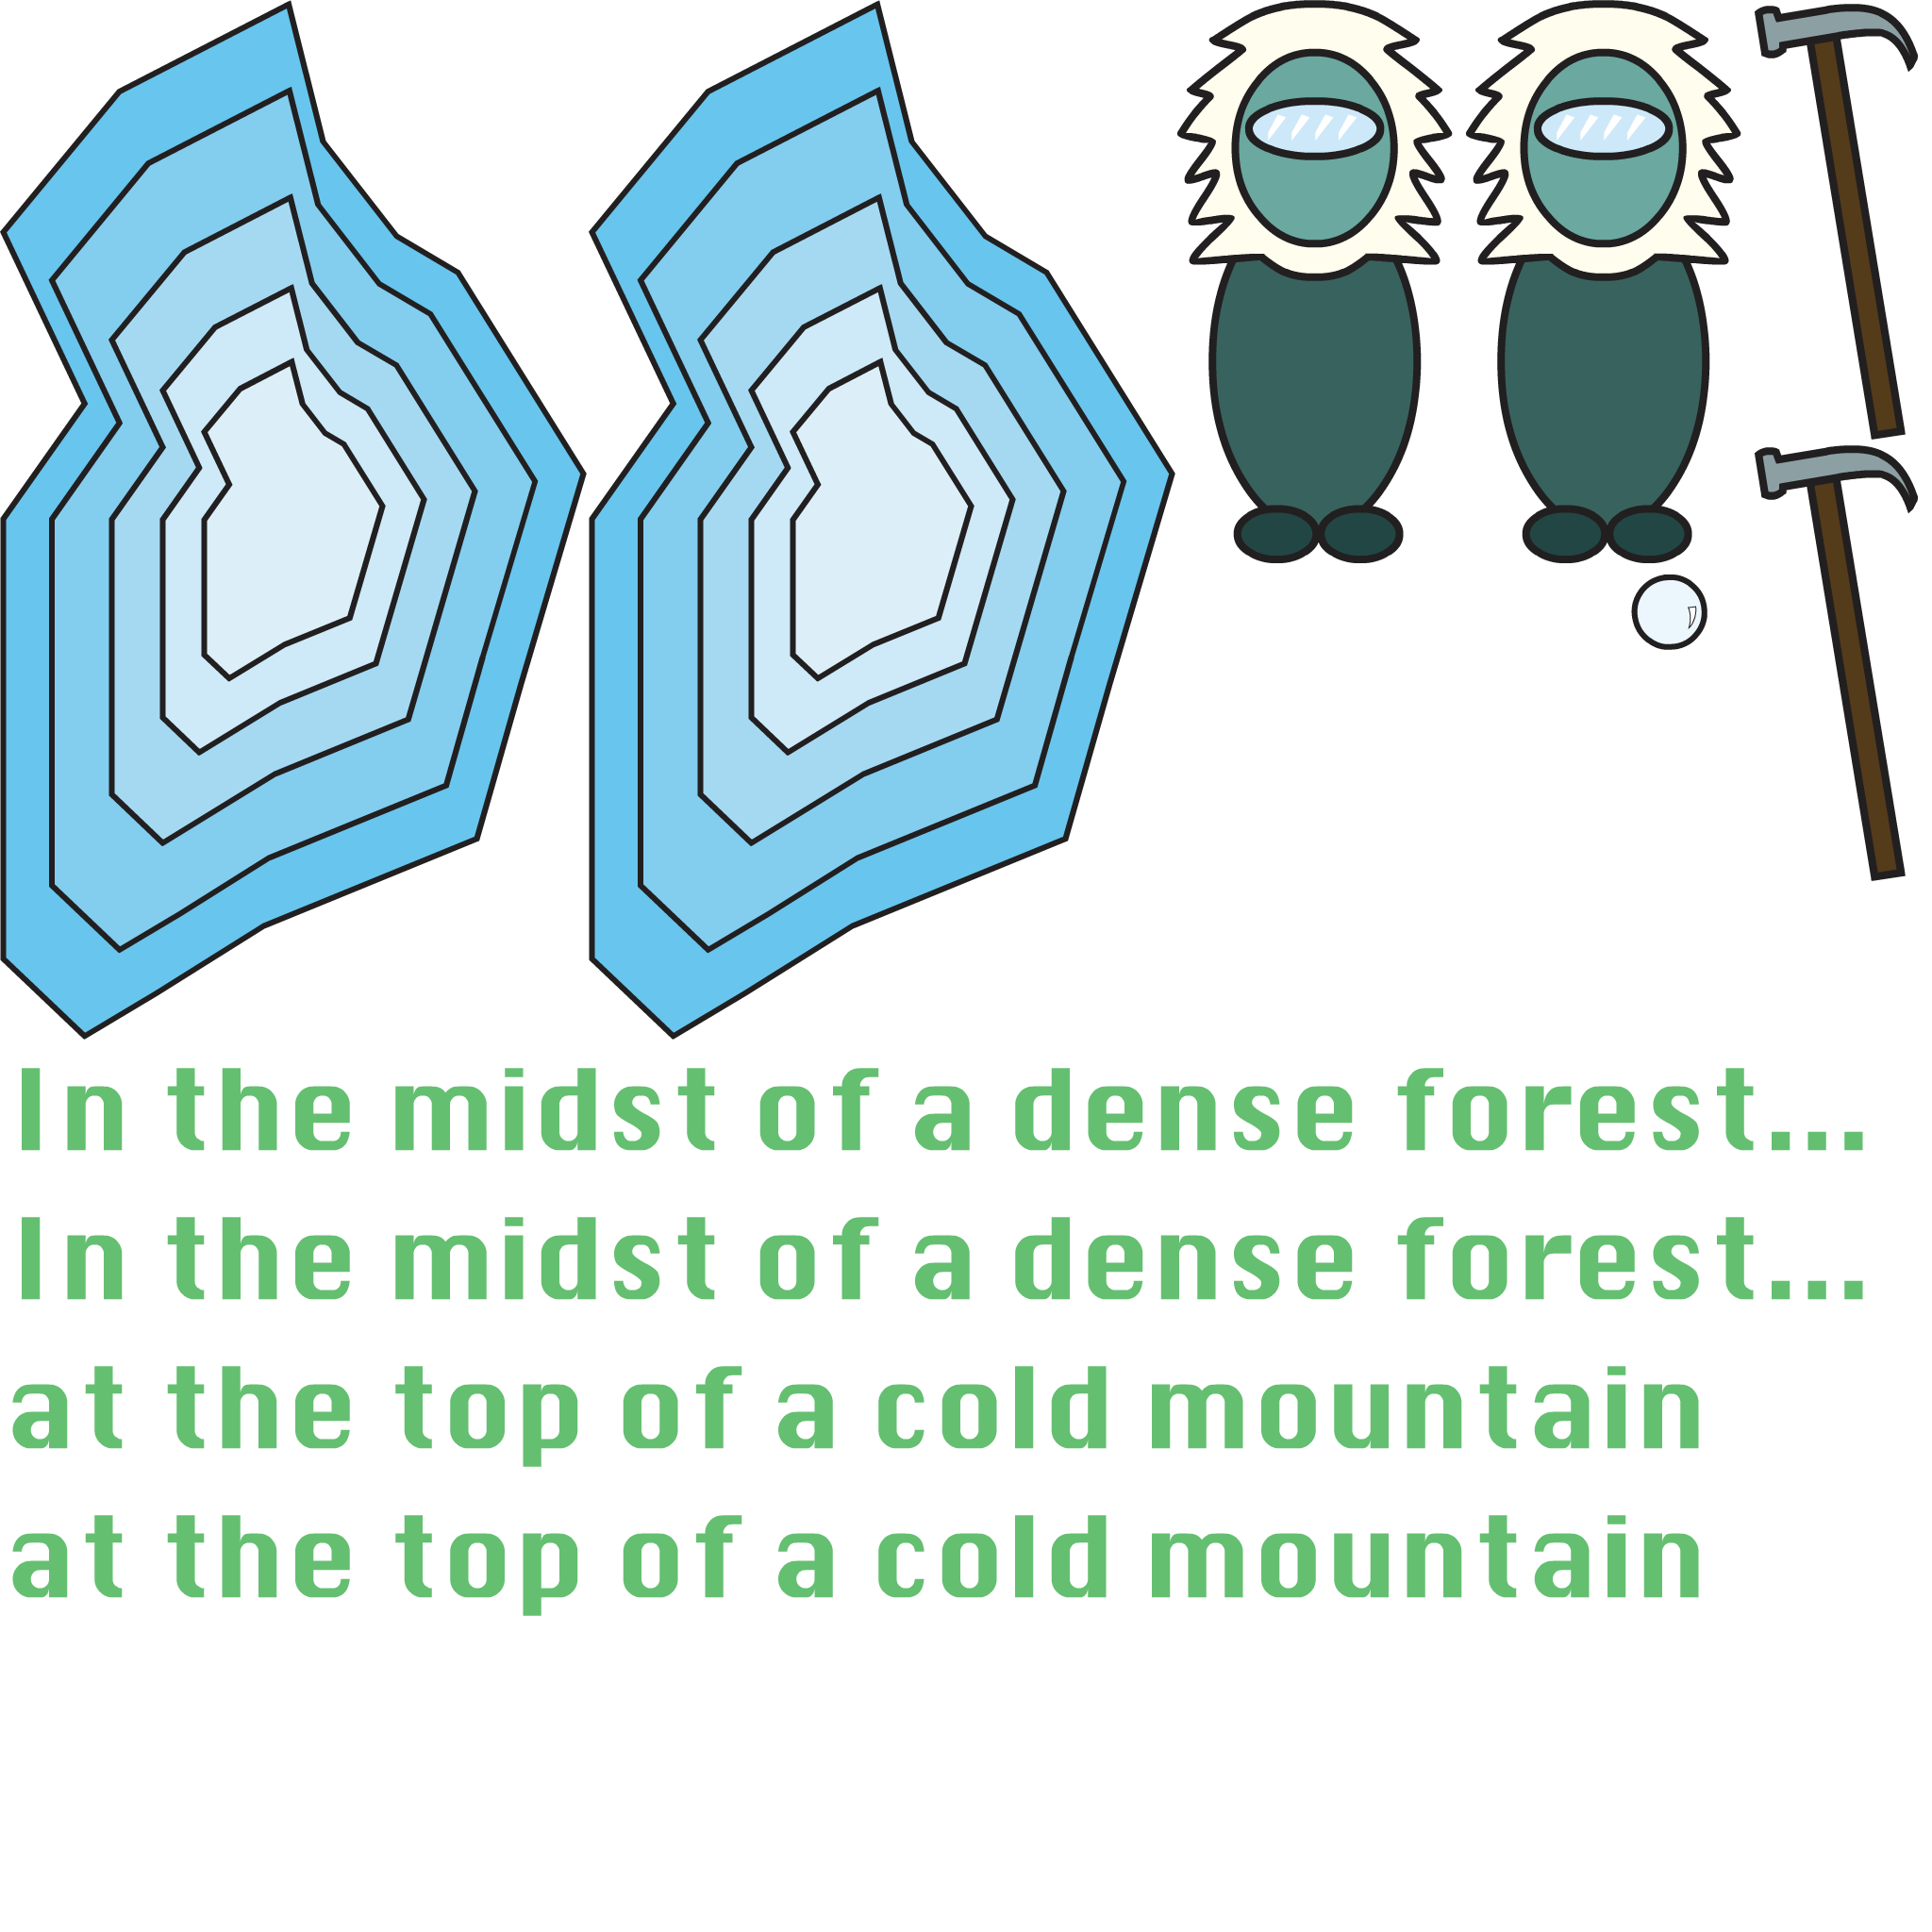 In the midst of a dense forest...
In the midst of a dense forest...
at the top of a cold mountain
at the top of a cold mountain